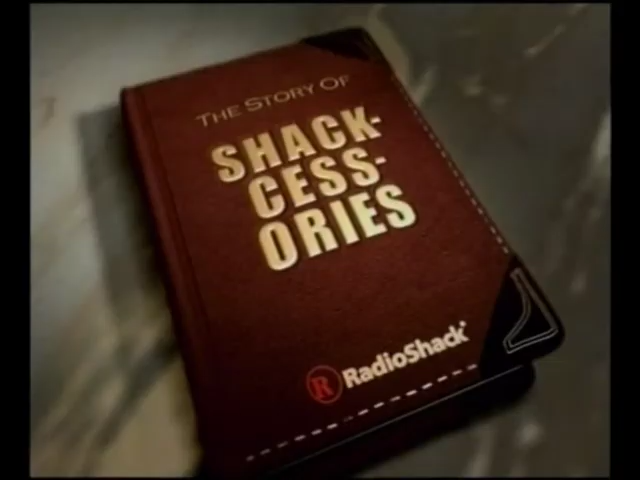 THE STORY OF
SHACK-
CESS-
ORIES
R RadioShack